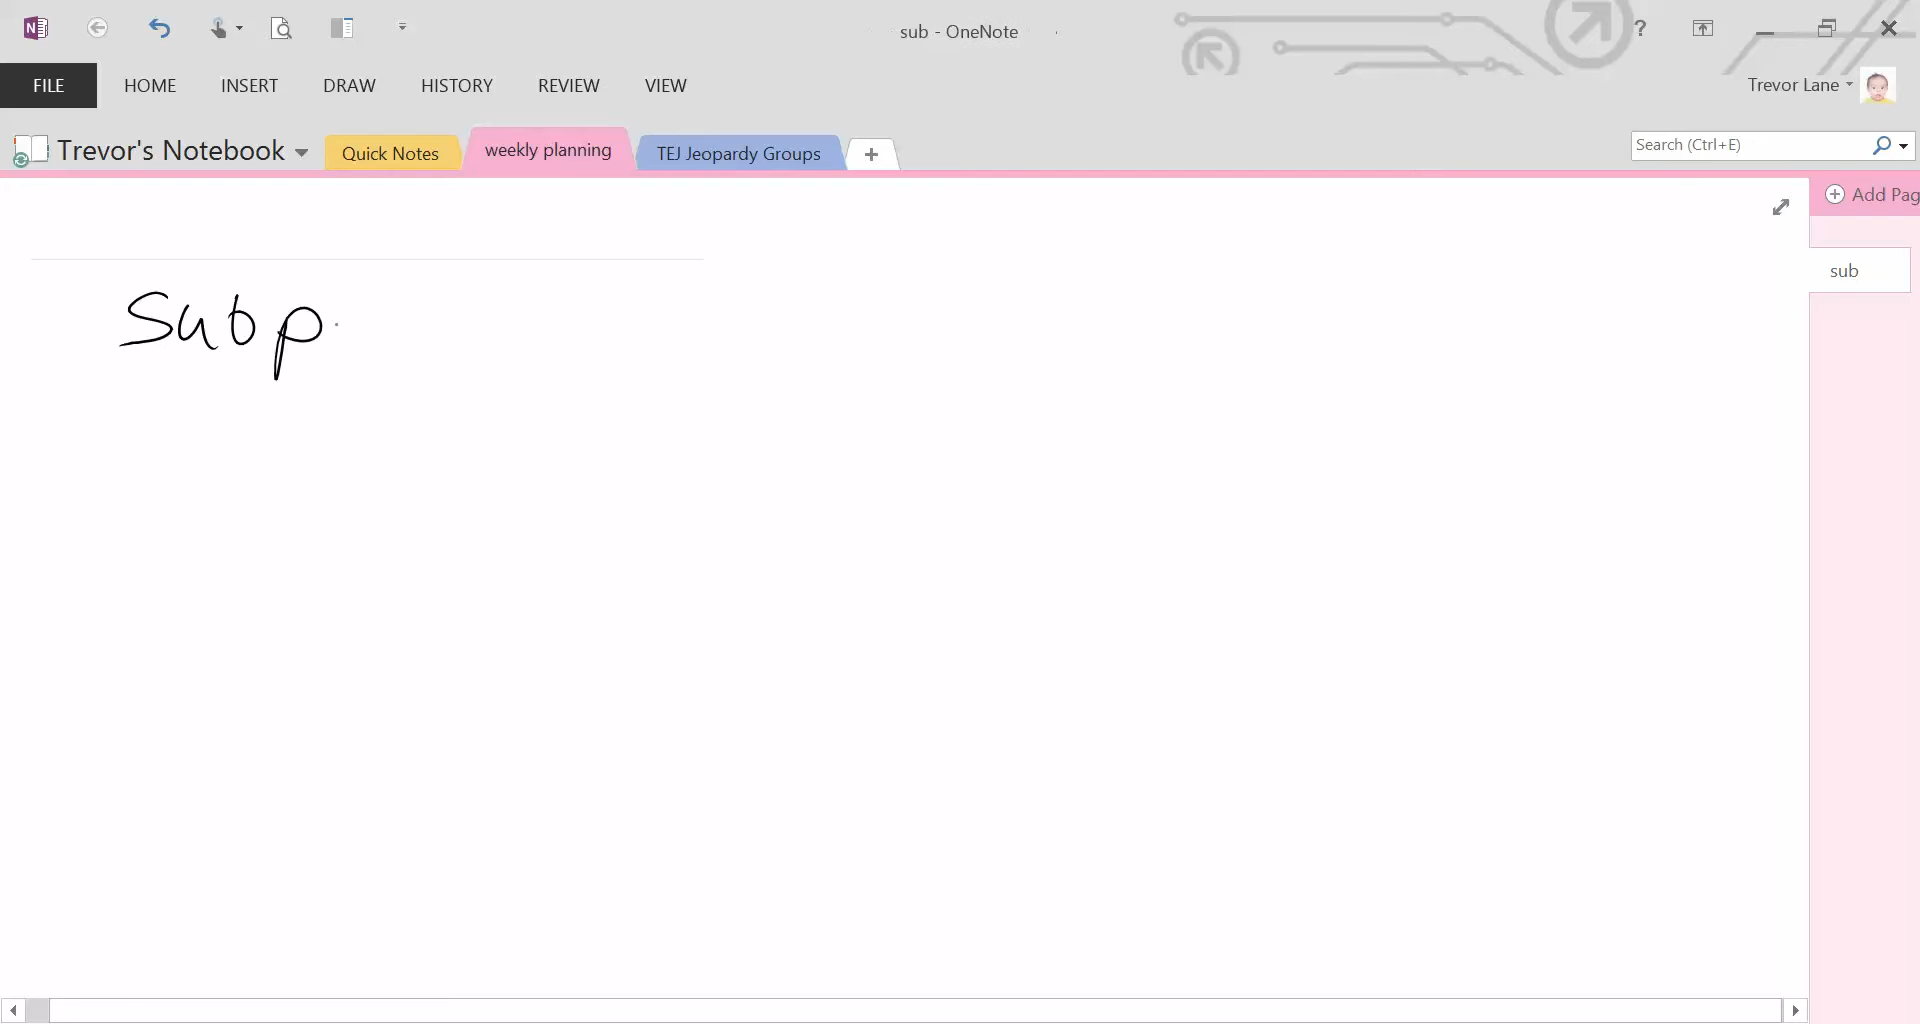 sub - OneNote
?
FILE HOME INSERT DRAW HISTORY REVIEW VIEW
Trevor Lane
Trevor's Notebook
Quick Notes
weekly planning
TEJ Jeopardy Groups
+
Search (Ctrl+E)
Add Pag
sub
Subp